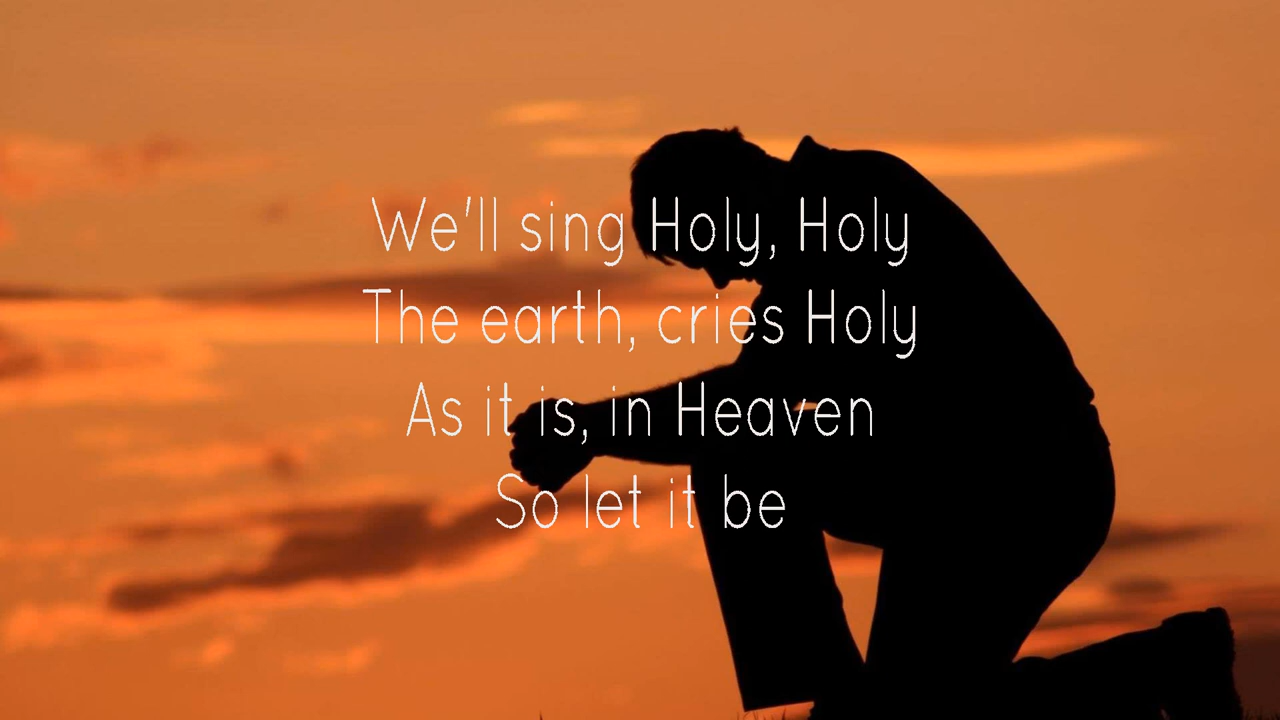 We'll sing Holy, Holy
The earth, cries Holy
As it is, in Heaven
So let it be